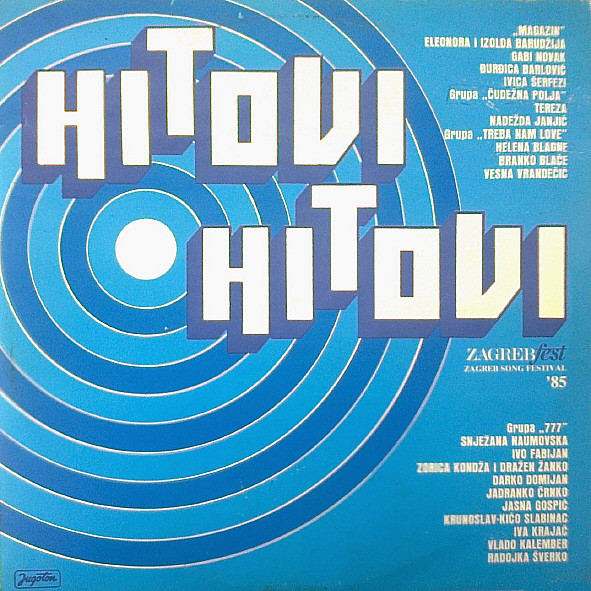 HITOVI
HITOVI
„MAGAZIN"
ELEONORA I IZOLDA BARUDŽIJA
GABI NOVAK
ĐURĐICA BARLOVIĆ
IVICA ŠERFEZI
Grupa „ČUDEŽNA POLJA"
TEREZA
NADEŽDA JANJIĆ
Grupa „TREBA NAM LOVE"
HELENA BLAGNE
BRANKO BLAĆE
VESNA VRANDEČIĆ
ZAGREBfest
ZAGREB SONG FESTIVAL
'85
Grupa „777"
SNJEŽANA NAUMOVSKA
IVO FABIJAN
ZORICA KONDŽA I DRAŽEN ŽANKO
DARKO DOMIJAN
JADRANKO ČRNKO
JASNA GOSPIĆ
KRUNOSLAV-KIĆO SLABINAC
IVA KRAJAČ
VLADO KALEMBER
RADOJKA ŠVERKO
Jugoton